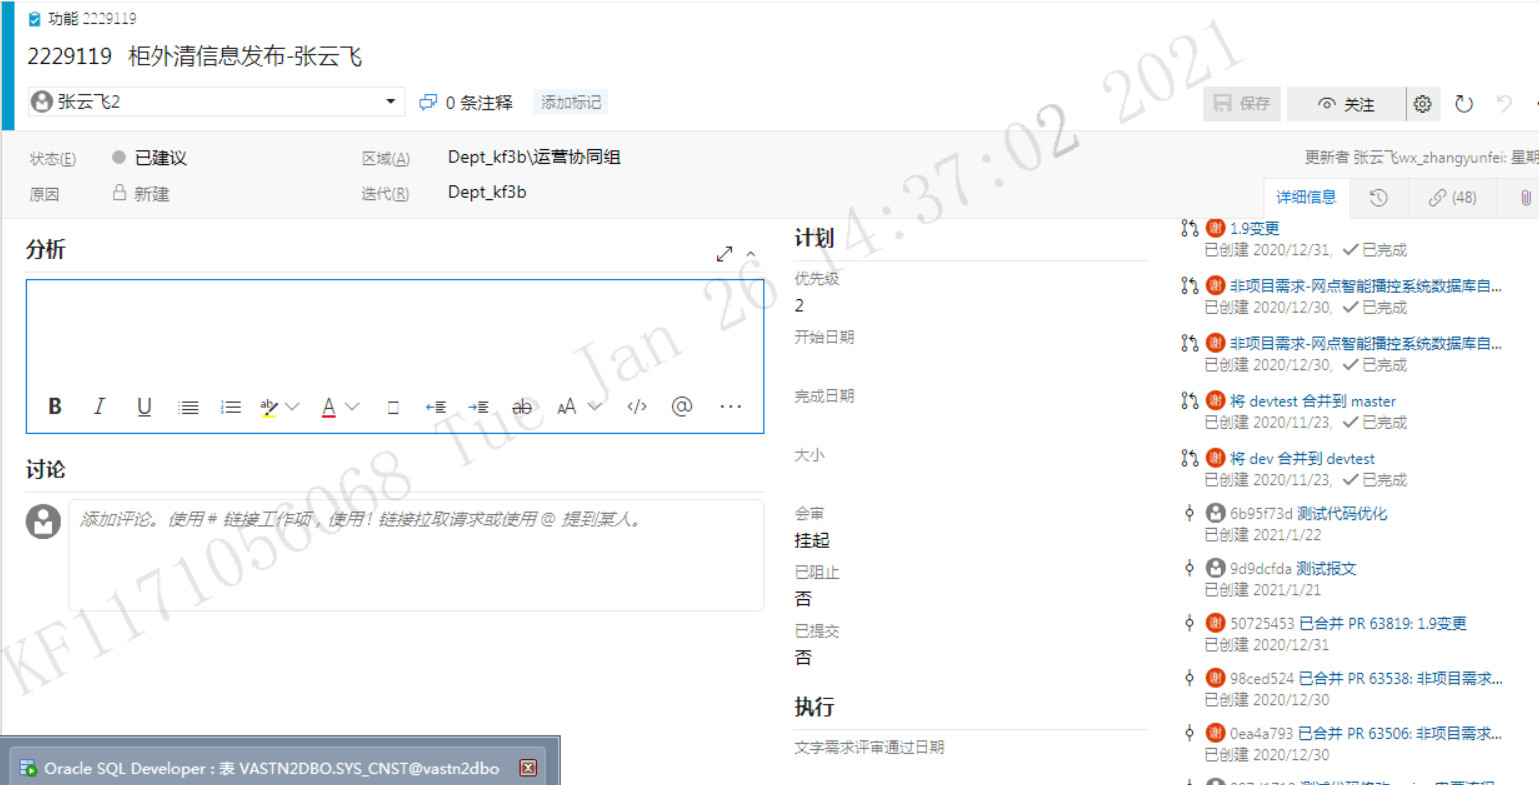 功能 2229119
2229119 柜外清信息发布-张云飞
张云飞2
0 条注释
添加标记
保存
关注
状态(E)
已建议
区域(A)
Dept_kf3b\运营协同组
更新者 张云飞wx_zhangyunfei: 星期
原因
新建
迭代(R)
Dept_kf3b
详细信息
(48)
分析
B I U
ab A ab AA </> @ ...
讨论
添加评论。使用 # 链接工作项，使用 ! 链接拉取请求或使用 @ 提到某人。
计划
优先级
2
开始日期
完成日期
大小
会审
挂起
已阻止
否
已提交
否
执行
文字需求评审通过日期
谢 1.9变更
已创建 2020/12/31, 已完成
谢 非项目需求-网点智能播控系统数据库自...
已创建 2020/12/30, 已完成
谢 非项目需求-网点智能播控系统数据库自...
已创建 2020/12/30, 已完成
谢 将 devtest 合并到 master
已创建 2020/11/23, 已完成
谢 将 dev 合并到 devtest
已创建 2020/11/23, 已完成
6b95f73d 测试代码优化
已创建 2021/1/22
9d9dcfda 测试报文
已创建 2021/1/21
谢 50725453 已合并 PR 63819: 1.9变更
已创建 2020/12/31
谢 98ced524 已合并 PR 63538: 非项目需求...
已创建 2020/12/30
谢 0ea4a793 已合并 PR 63506: 非项目需求...
已创建 2020/12/30
Oracle SQL Developer : 表 VASTN2DBO.SYS_CNST@vastn2dbo
KF1171056068 Tue Jan 26 14:37:02 2021